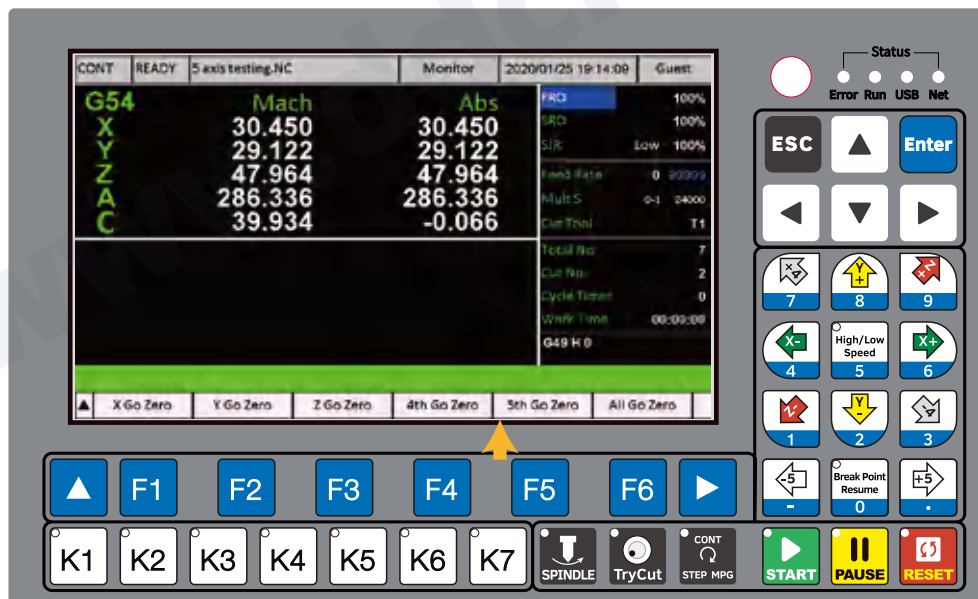 Status
Error Run USB Net
CONT READY 5 axis testing.NC Monitor 2020/01/25 19:14:09 Guest
G54 Mach Abs
X 30.450 30.450
Y 29.122 29.122
Z 47.964 47.964
A 286.336 286.336
C 39.934 -0.066
FRO 100%
SRO 100%
SJR Low 100%
Feed Rate 0 99999
Mult S 0-1 24000
Cut Tool T1
Total No 7
Cut No 2
Cycle Times 0
Work Time 00:00:00
G49 H 0
▲ X Go Zero Y Go Zero Z Go Zero 4th Go Zero 5th Go Zero All Go Zero
ESC ▲ Enter
◀ ▼ ▶
7 Y+ 8 Z+ 9
X- 4 High/Low Speed 5 X+ 6
Z- 1 Y- 2 3
-5 - Break Point Resume 0 +5 .
▲ F1 F2 F3 F4 F5 F6 ▶
K1 K2 K3 K4 K5 K6 K7
SPINDLE TryCut CONT STEP MPG START PAUSE RESET